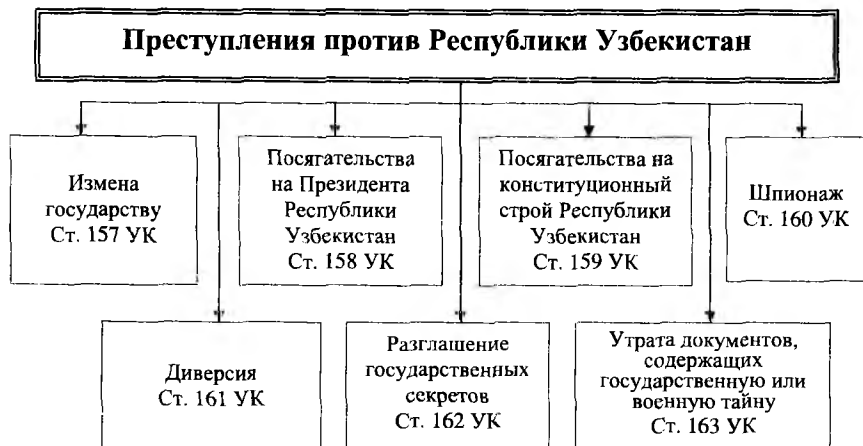 Преступления против Республики Узбекистан
Измена
государству
Ст. 157 УК
Посягательства
на Президента
Республики
Узбекистан
Ст. 158 УК
Посягательства на
конституционный
строй Республики
Узбекистан
Ст. 159 УК
Шпионаж
Ст. 160 УК
Диверсия
Ст. 161 УК
Разглашение
государственных
секретов
Ст. 162 УК
Утрата документов,
содержащих
государственную или
военную тайну
Ст. 163 УК